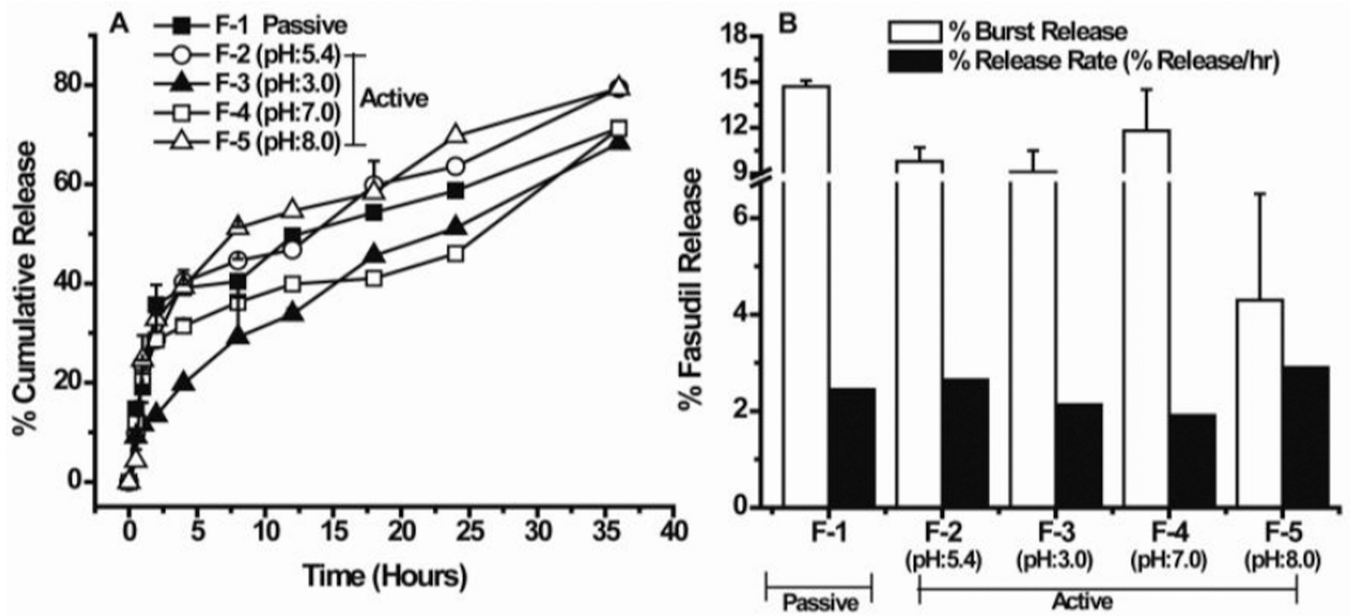 A
F-1 Passive
F-2 (pH:5.4)
F-3 (pH:3.0)
F-4 (pH:7.0)
F-5 (pH:8.0)
Active
% Cumulative Release
80
60
40
20
0
0 5 10 15 20 25 30 35 40
Time (Hours)
B
% Burst Release
% Release Rate (% Release/hr)
% Fasudil Release
18
15
12
9
6
4
2
0
F-1 F-2 F-3 F-4 F-5
(pH:5.4) (pH:3.0) (pH:7.0) (pH:8.0)
Passive Active